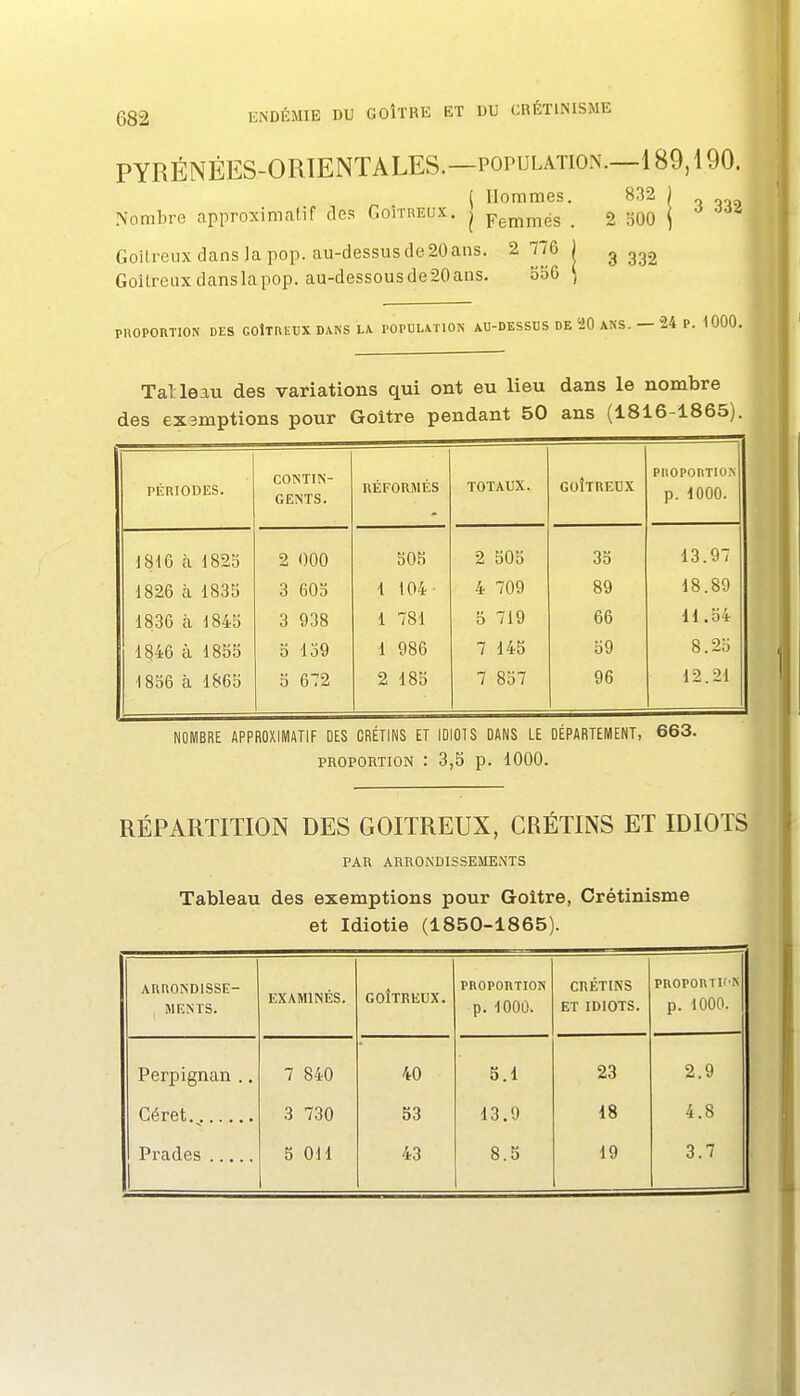 682 ENDÉMIE DU GOÎTRE ET DU CRÉTINISME
PYRÉNÉES-ORIENTALES.—POPULATION.—189,190.
Nombre approximatif des GOÎTREUX. { Hommes. 832 } 3 332
{ Femmes . 2 500 }
Goîtreux dans la pop. au-dessus de 20 ans. 2 776 } 3 332
Goîtreux dans la pop. au-dessous de 20 ans. 556 }
PROPORTION DES GOÎTREUX DANS LA POPULATION AU-DESSUS DE 20 ANS. — 24 P. 1000.
Tableau des variations qui ont eu lieu dans le nombre
des exemptions pour Goître pendant 50 ans (1816-1865).
PÉRIODES. CONTIN-GENTS. RÉFORMÉS TOTAUX. GOÎTREUX PROPORTION p. 1000.
1816 à 1825 2 000 505 2 505 35 13.97
1826 à 1835 3 605 1 104 4 709 89 18.89
1836 à 1845 3 938 1 781 5 719 66 11.54
1846 à 1855 5 159 1 986 7 145 59 8.25
1856 à 1865 5 672 2 185 7 857 96 12.21
NOMBRE APPROXIMATIF DES CRÉTINS ET IDIOTS DANS LE DÉPARTEMENT, 663.
PROPORTION : 3,5 p. 1000.
RÉPARTITION DES GOITREUX, CRÉTINS ET IDIOTS
PAR ARRONDISSEMENTS
Tableau des exemptions pour Goître, Crétinisme
et Idiotie (1850-1865).
ARRONDISSE-MENTS. EXAMINÉS. GOÎTREUX. PROPORTION p. 1000. CRÉTINS ET IDIOTS. PROPORTION p. 1000.
Perpignan .. 7 840 40 5.1 23 2.9
Céret....... 3 730 53 13.9 18 4.8
Prades ..... 5 011 43 8.5 19 3.7